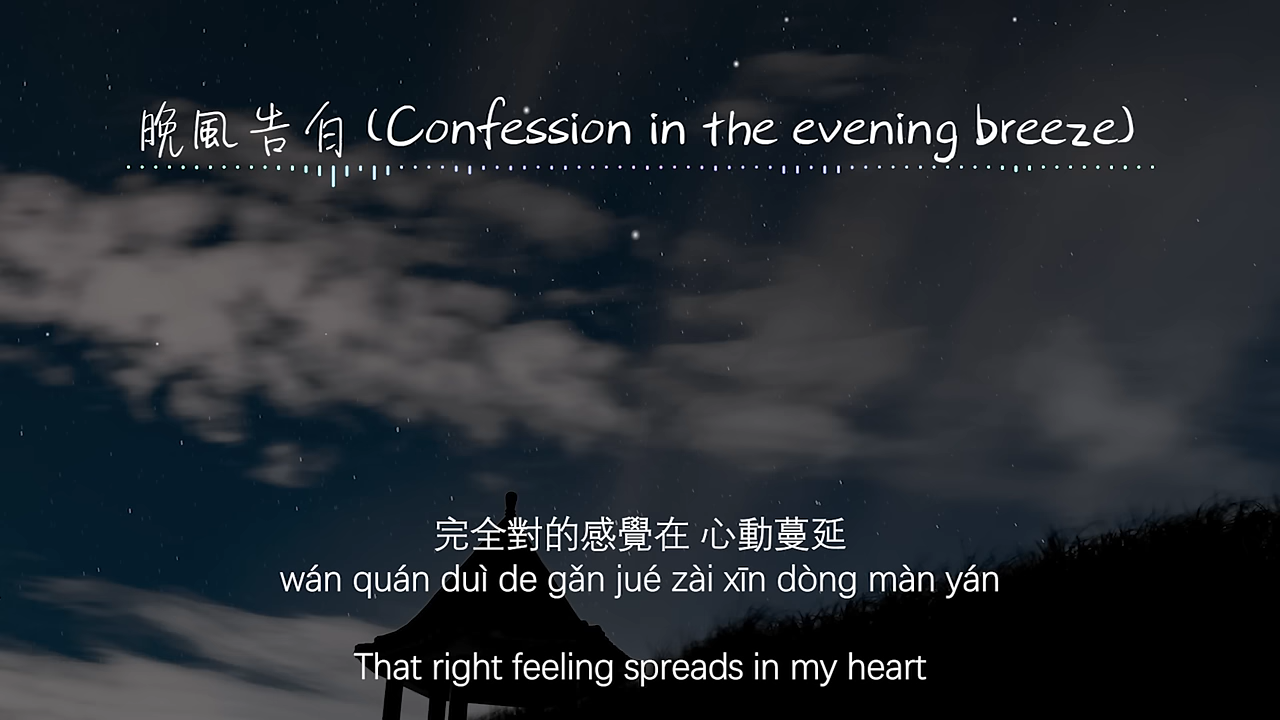 晚風告白 (Confession in the evening breeze)
完全對的感覺在 心動蔓延
wán quán duì de gǎn jué zài xīn dòng màn yán
That right feeling spreads in my heart